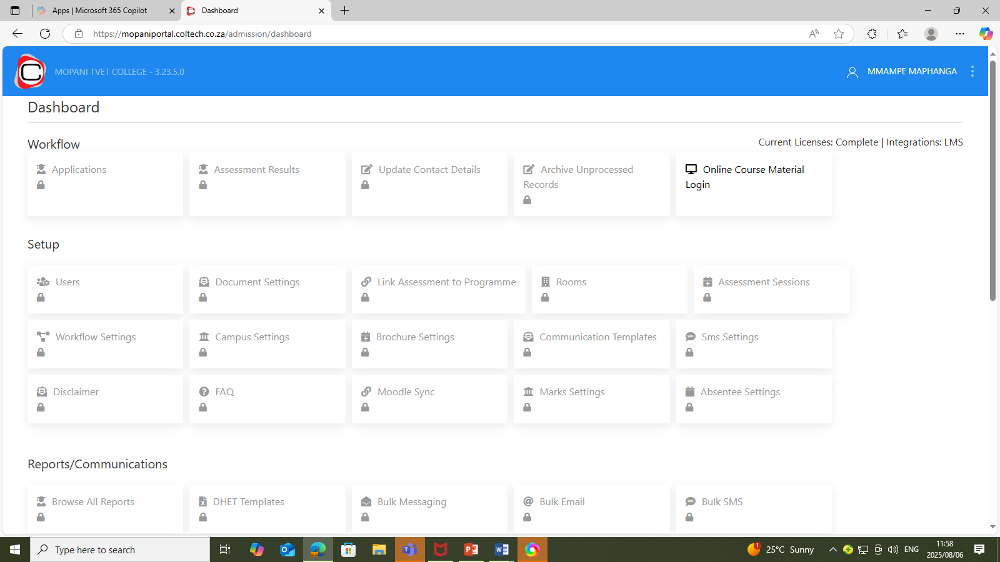 Apps | Microsoft 365 Copilot
Dashboard
https://mopaniportal.coltech.co.za/admission/dashboard
MOPANI TVET COLLEGE - 3.23.5.0
MMAMPE MAPHANGA
Dashboard
Workflow
Current Licenses: Complete | Integrations: LMS
Applications
Assessment Results
Update Contact Details
Archive Unprocessed
Records
Online Course Material
Login
Setup
Users
Document Settings
Link Assessment to Programme
Rooms
Assessment Sessions
Workflow Settings
Campus Settings
Brochure Settings
Communication Templates
Sms Settings
Disclaimer
FAQ
Moodle Sync
Marks Settings
Absentee Settings
Reports/Communications
Browse All Reports
DHET Templates
Bulk Messaging
Bulk Email
Bulk SMS
Type here to search
1
25°C Sunny
ENG
11:58
2025/08/06